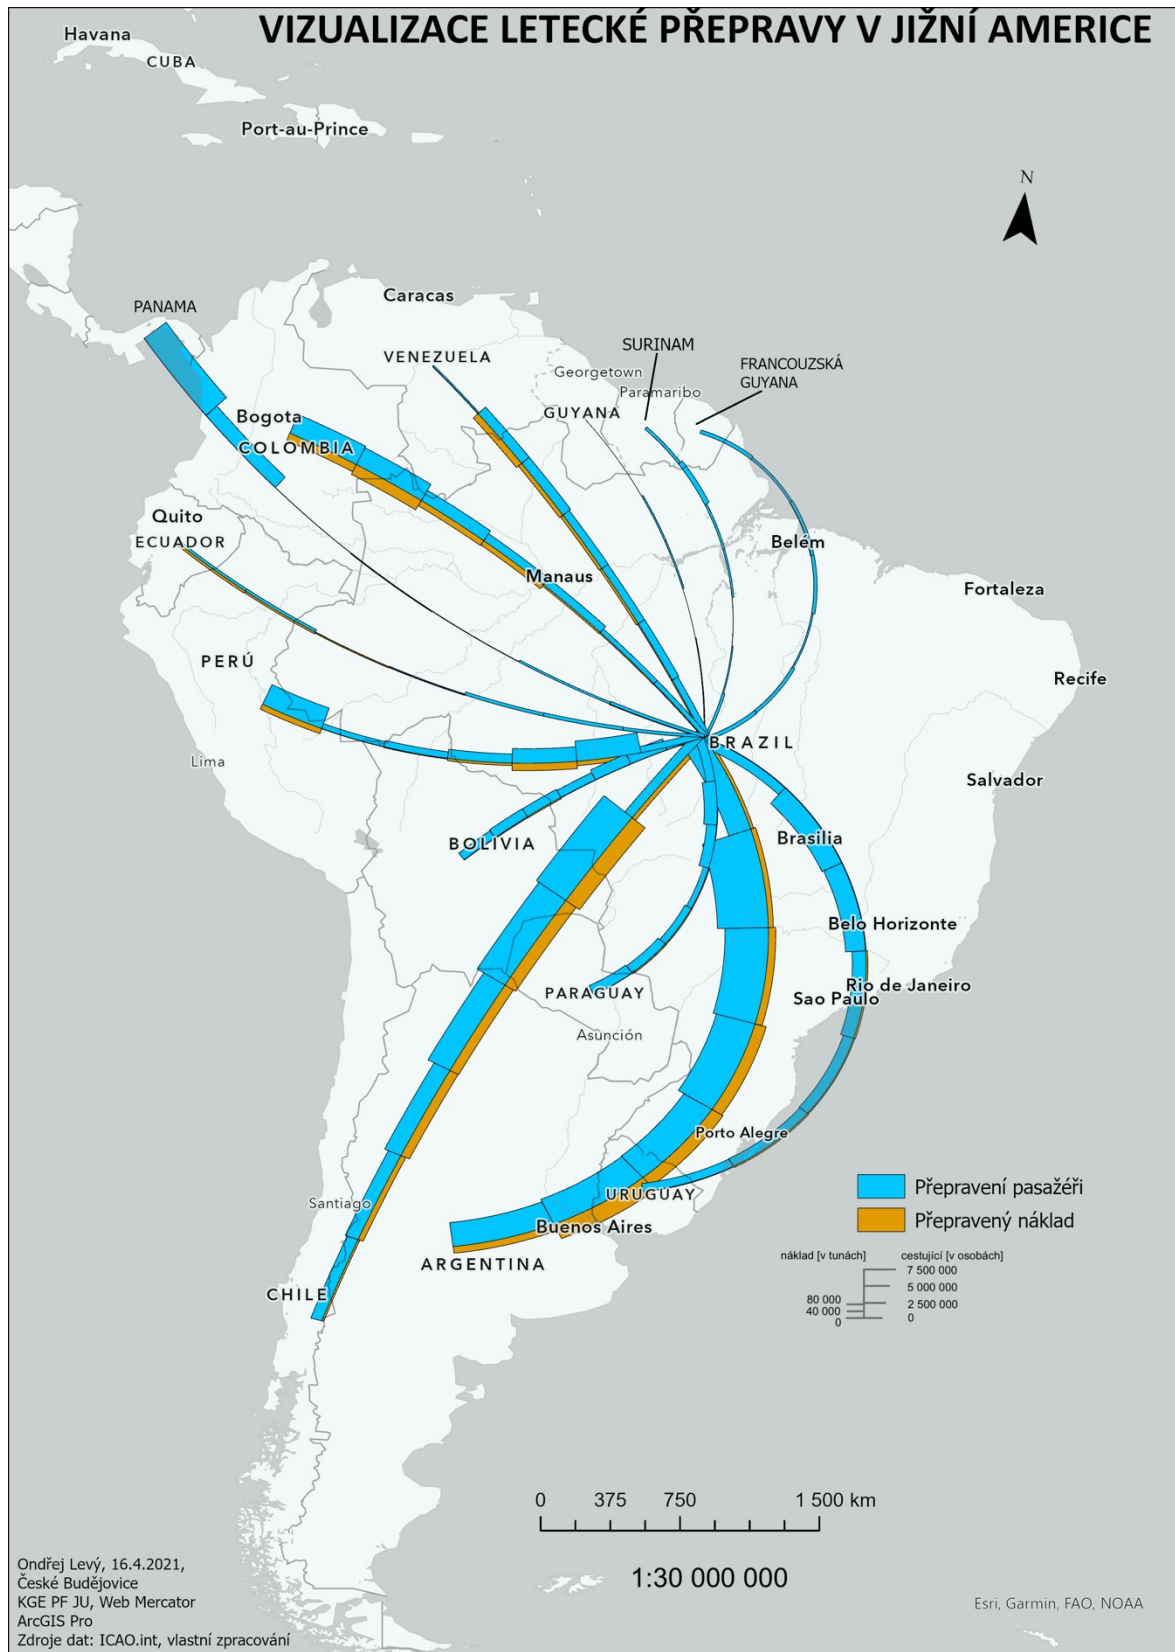 VIZUALIZACE LETECKÉ PŘEPRAVY V JIŽNÍ AMERICE
Havana
CUBA
Port-au-Prince
N
Caracas
PANAMA
VENEZUELA
SURINAM
Georgetown
FRANCOUZSKÁ
GUYANA
Paramaribo
GUYANA
Bogota
COLOMBIA
Quito
ECUADOR
Belém
Manaus
Fortaleza
PERÚ
Recife
BRAZIL
Lima
Salvador
Brasilia
BOLIVIA
Belo Horizonte
Rio de Janeiro
PARAGUAY
Sao Paulo
Asunción
Porto Alegre
Přepravení pasažéři
URUGUAY
Santiago
Přepravený náklad
Buenos Aires
náklad [v tunách] cestující [v osobách]
ARGENTINA
7 500 000
5 000 000
CHILE
80 000
2 500 000
40 000
0
0
0 375 750 1 500 km
1:30 000 000
Ondřej Levý, 16.4.2021,
České Budějovice
KGE PF JU, Web Mercator
ArcGIS Pro
Zdroje dat: ICAO.int, vlastní zpracování
Esri, Garmin, FAO, NOAA